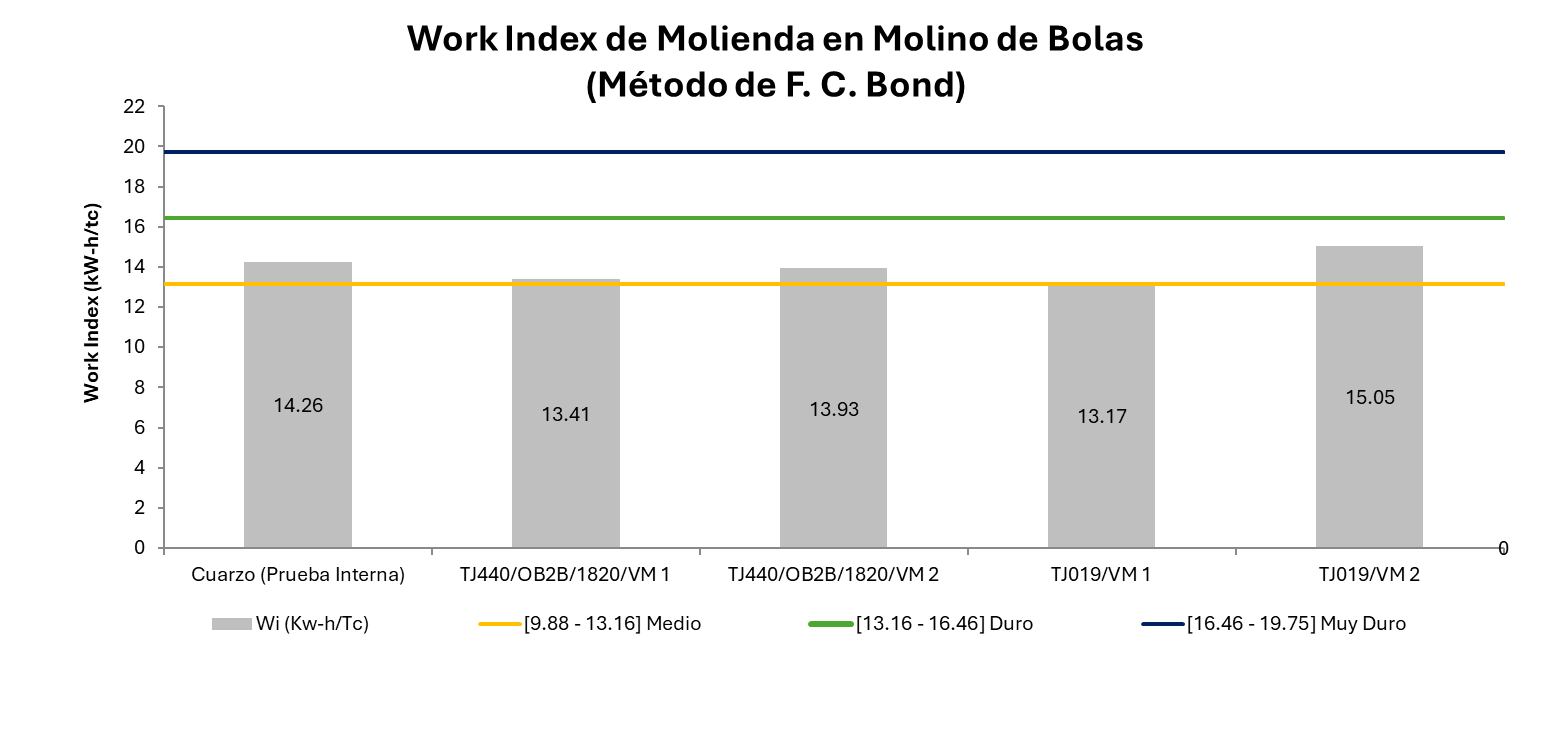 Work Index de Molienda en Molino de Bolas
(Método de F. C. Bond)
Work Index (kW-h/tc)
22
20
18
16
14
12
10
8
6
4
2
0
14.26
13.41
13.93
13.17
15.05
0
Cuarzo (Prueba Interna)
TJ440/OB2B/1820/VM 1
TJ440/OB2B/1820/VM 2
TJ019/VM 1
TJ019/VM 2
Wi (Kw-h/Tc)
[9.88 - 13.16] Medio
[13.16 - 16.46] Duro
[16.46 - 19.75] Muy Duro